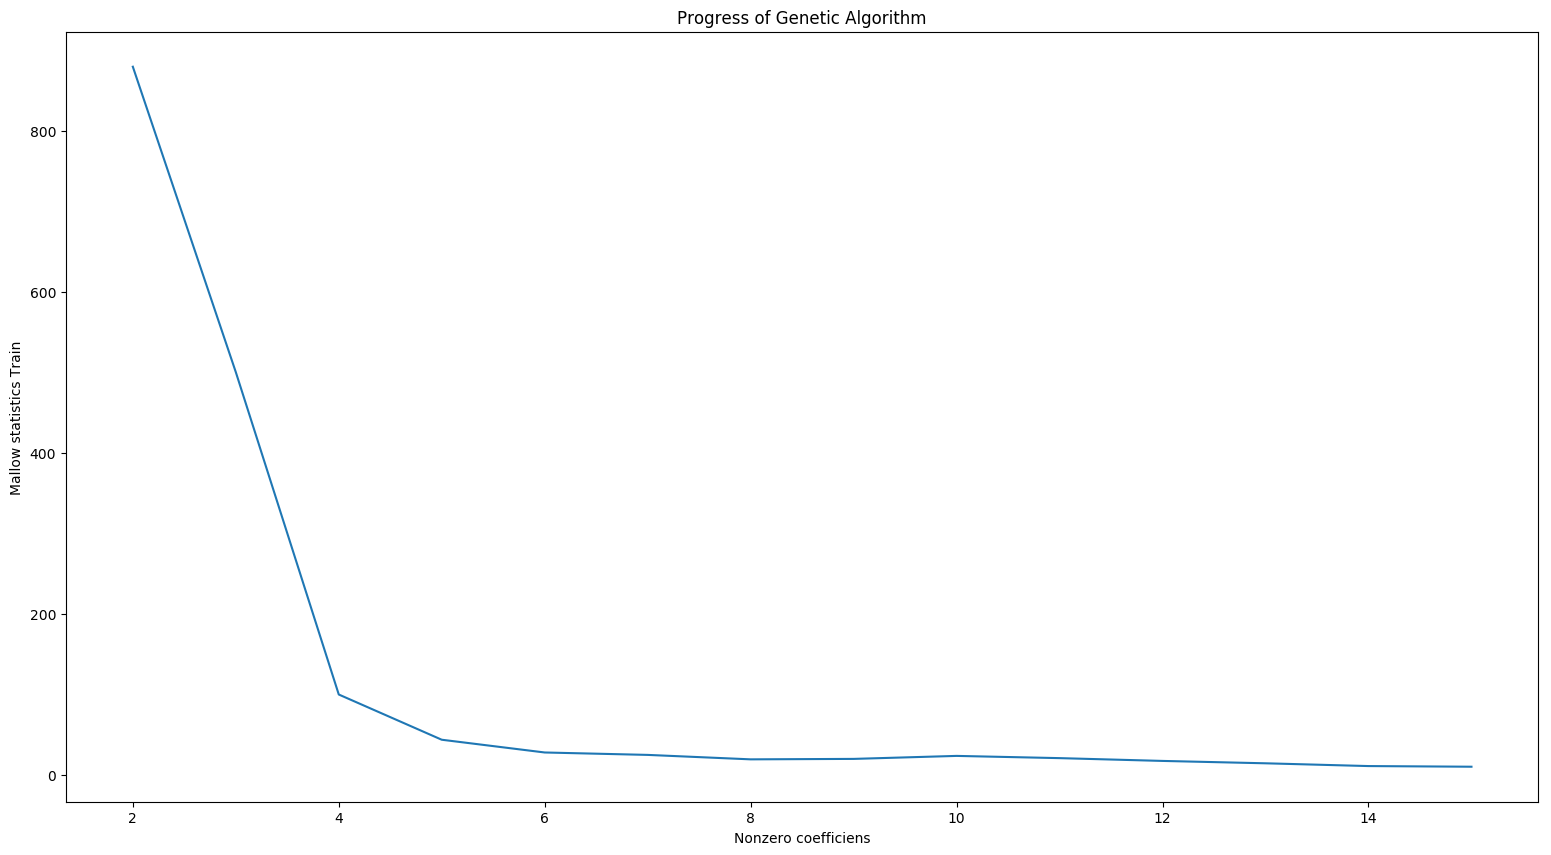 Progress of Genetic Algorithm
Mallow statistics Train
800
600
400
200
0
2 4 6 8 10 12 14
Nonzero coefficiens